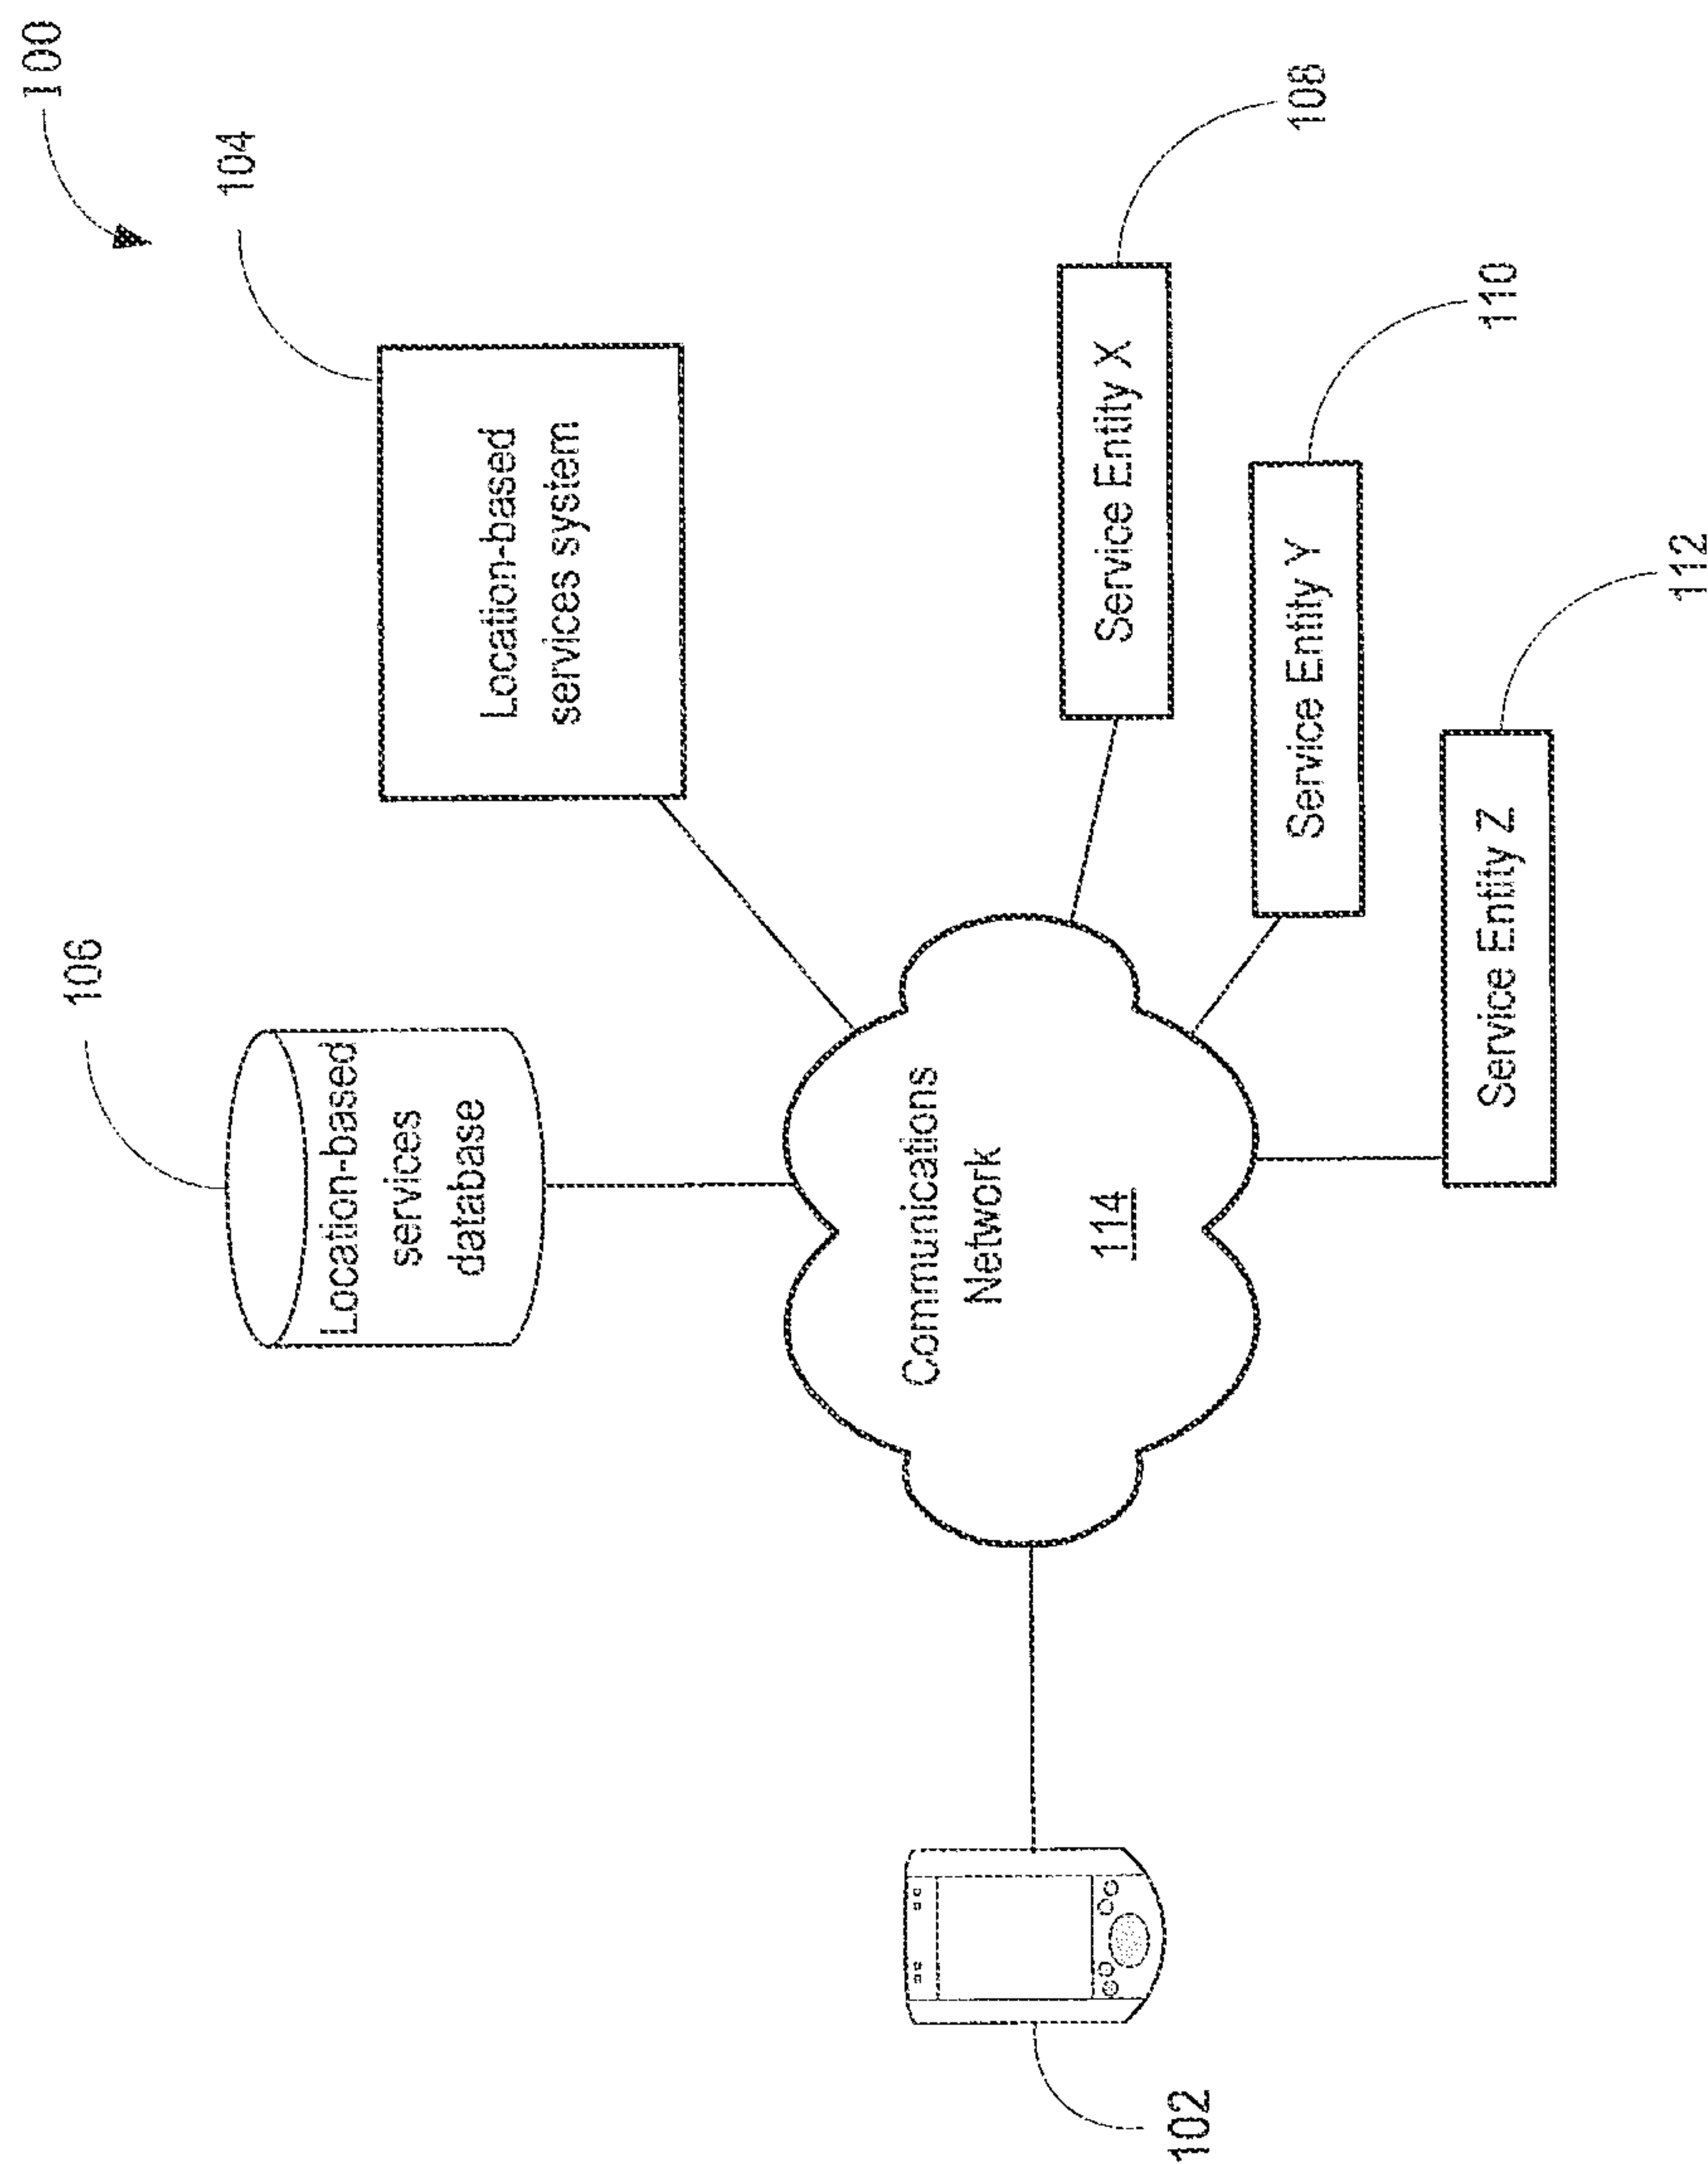 100
106
Location-based
services
database
104
Location-based
services system
Communications
Network
114
108
Service Entity X
110
Service Entity Y
112
Service Entity Z
102